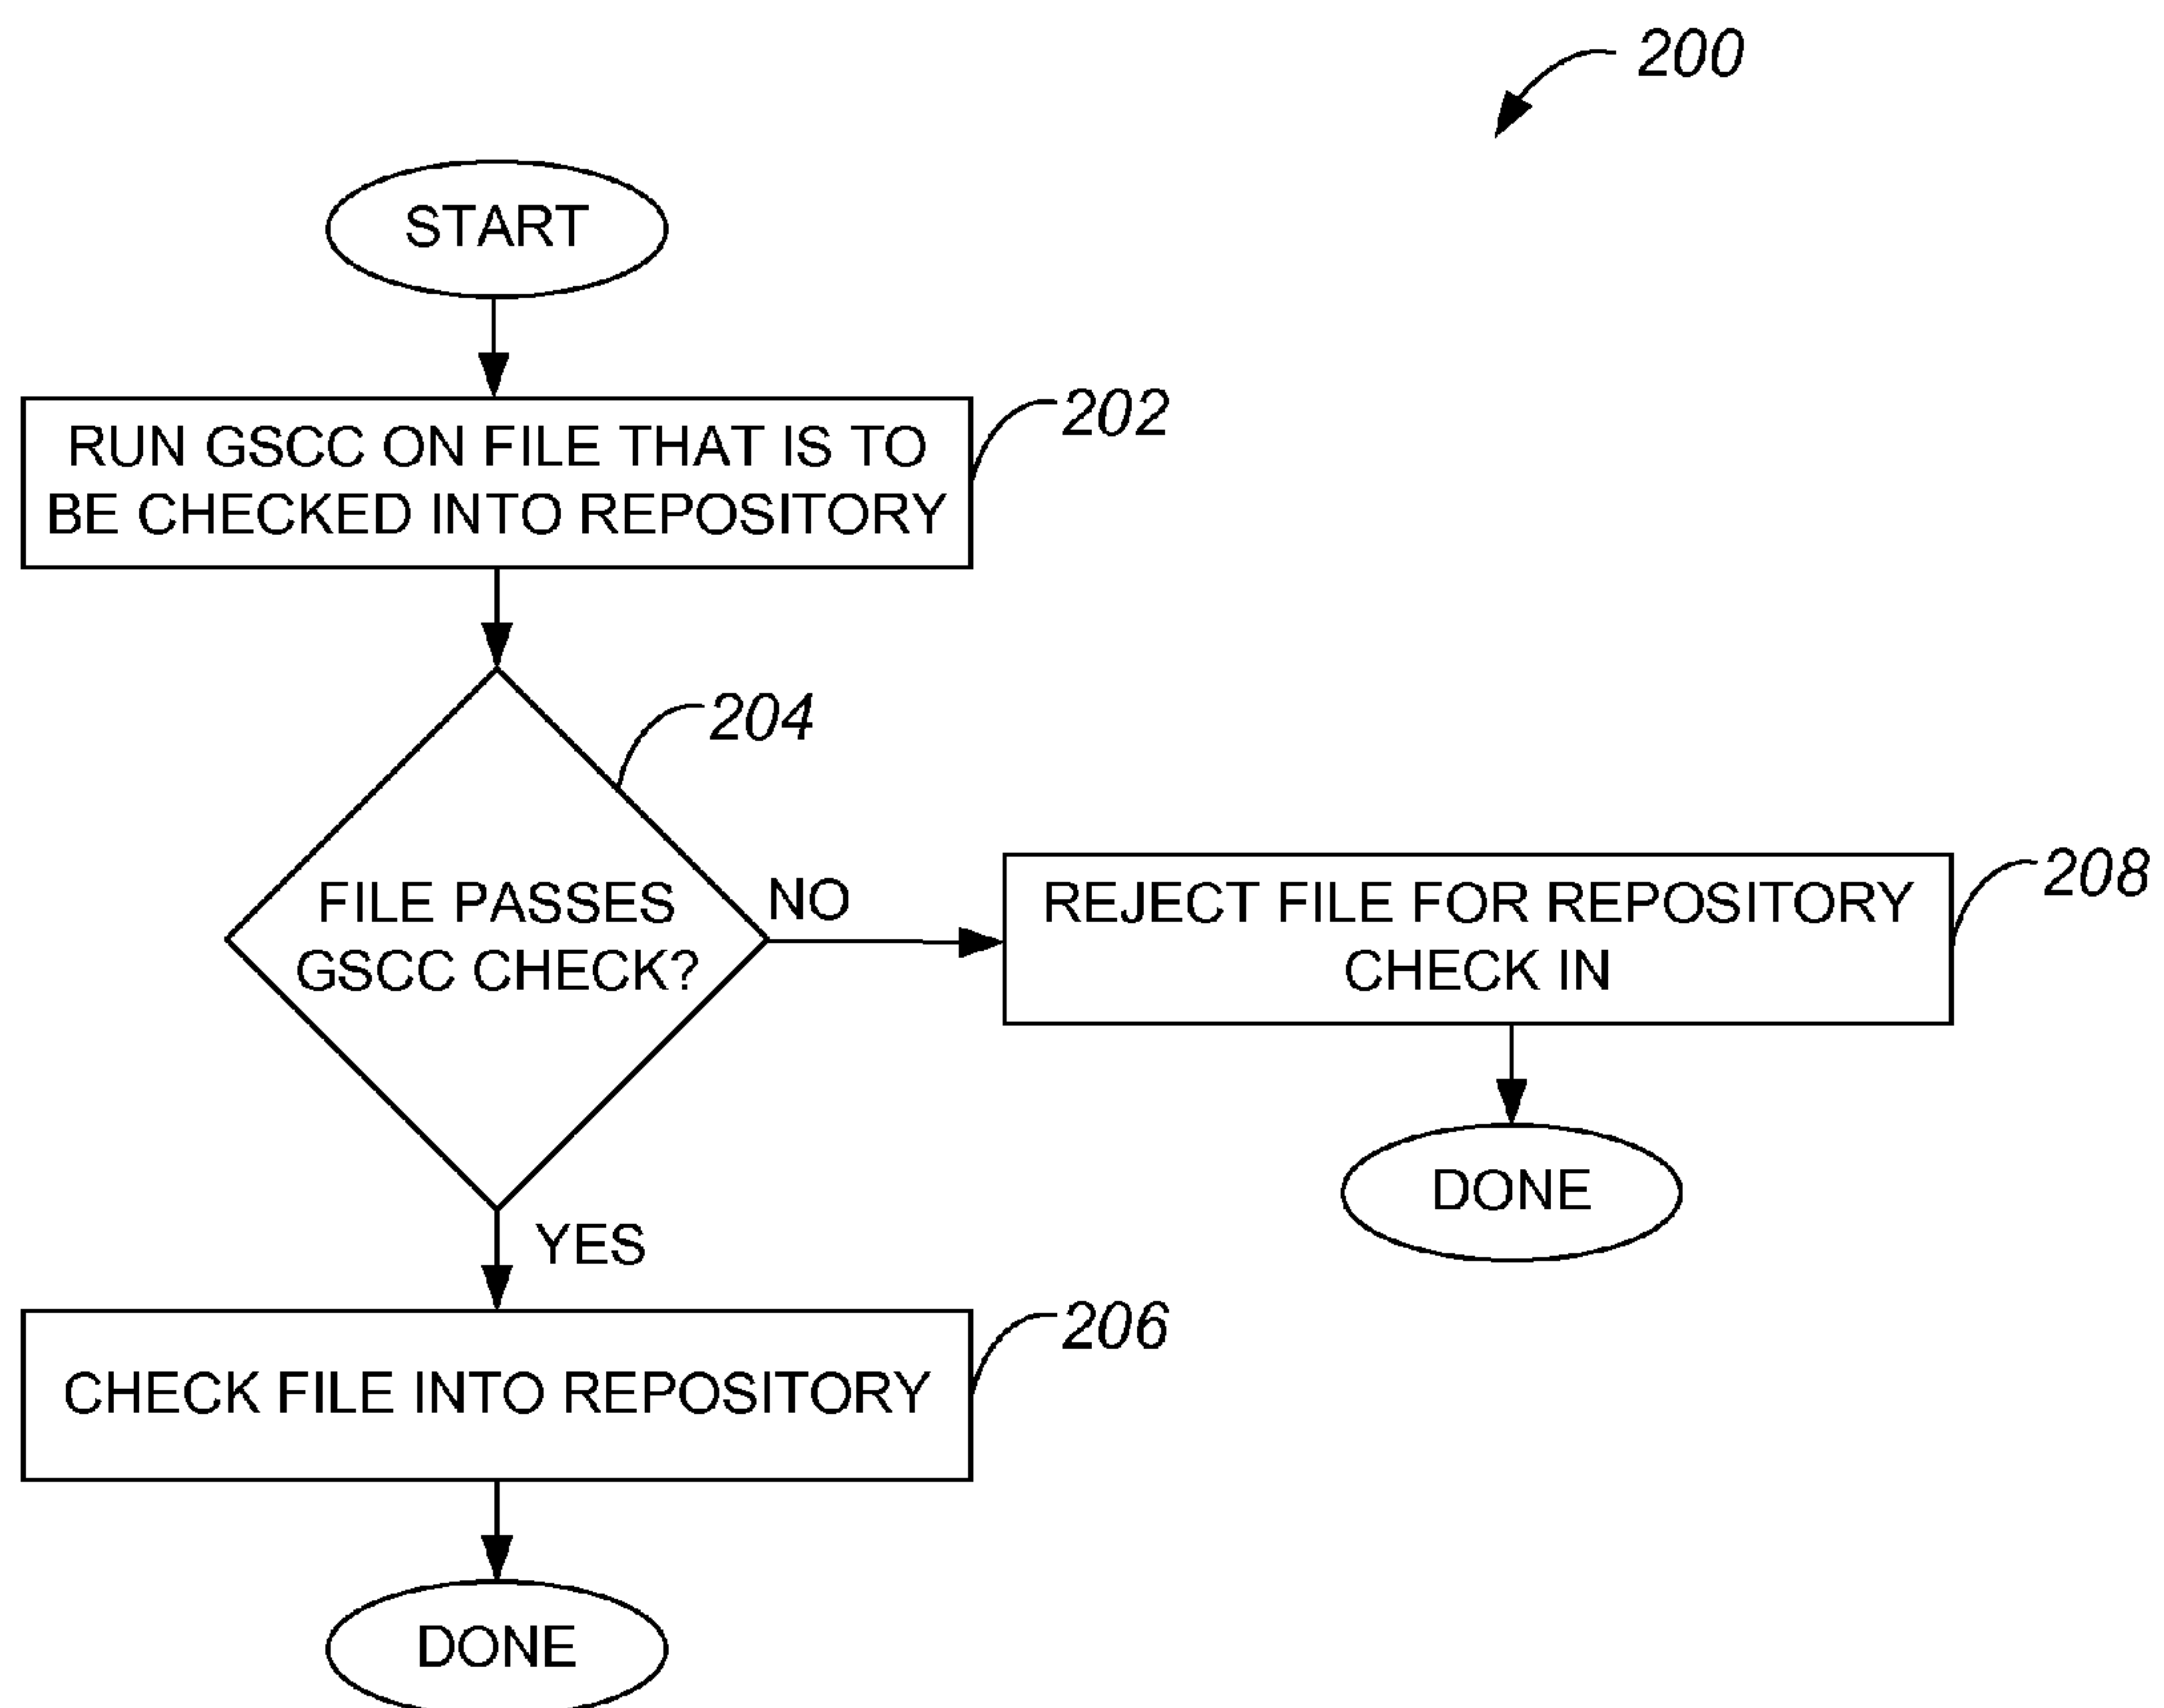 200
START
RUN GSCC ON FILE THAT IS TO
BE CHECKED INTO REPOSITORY
202
204
FILE PASSES
GSCC CHECK?
NO
REJECT FILE FOR REPOSITORY
CHECK IN
208
DONE
YES
206
CHECK FILE INTO REPOSITORY
DONE